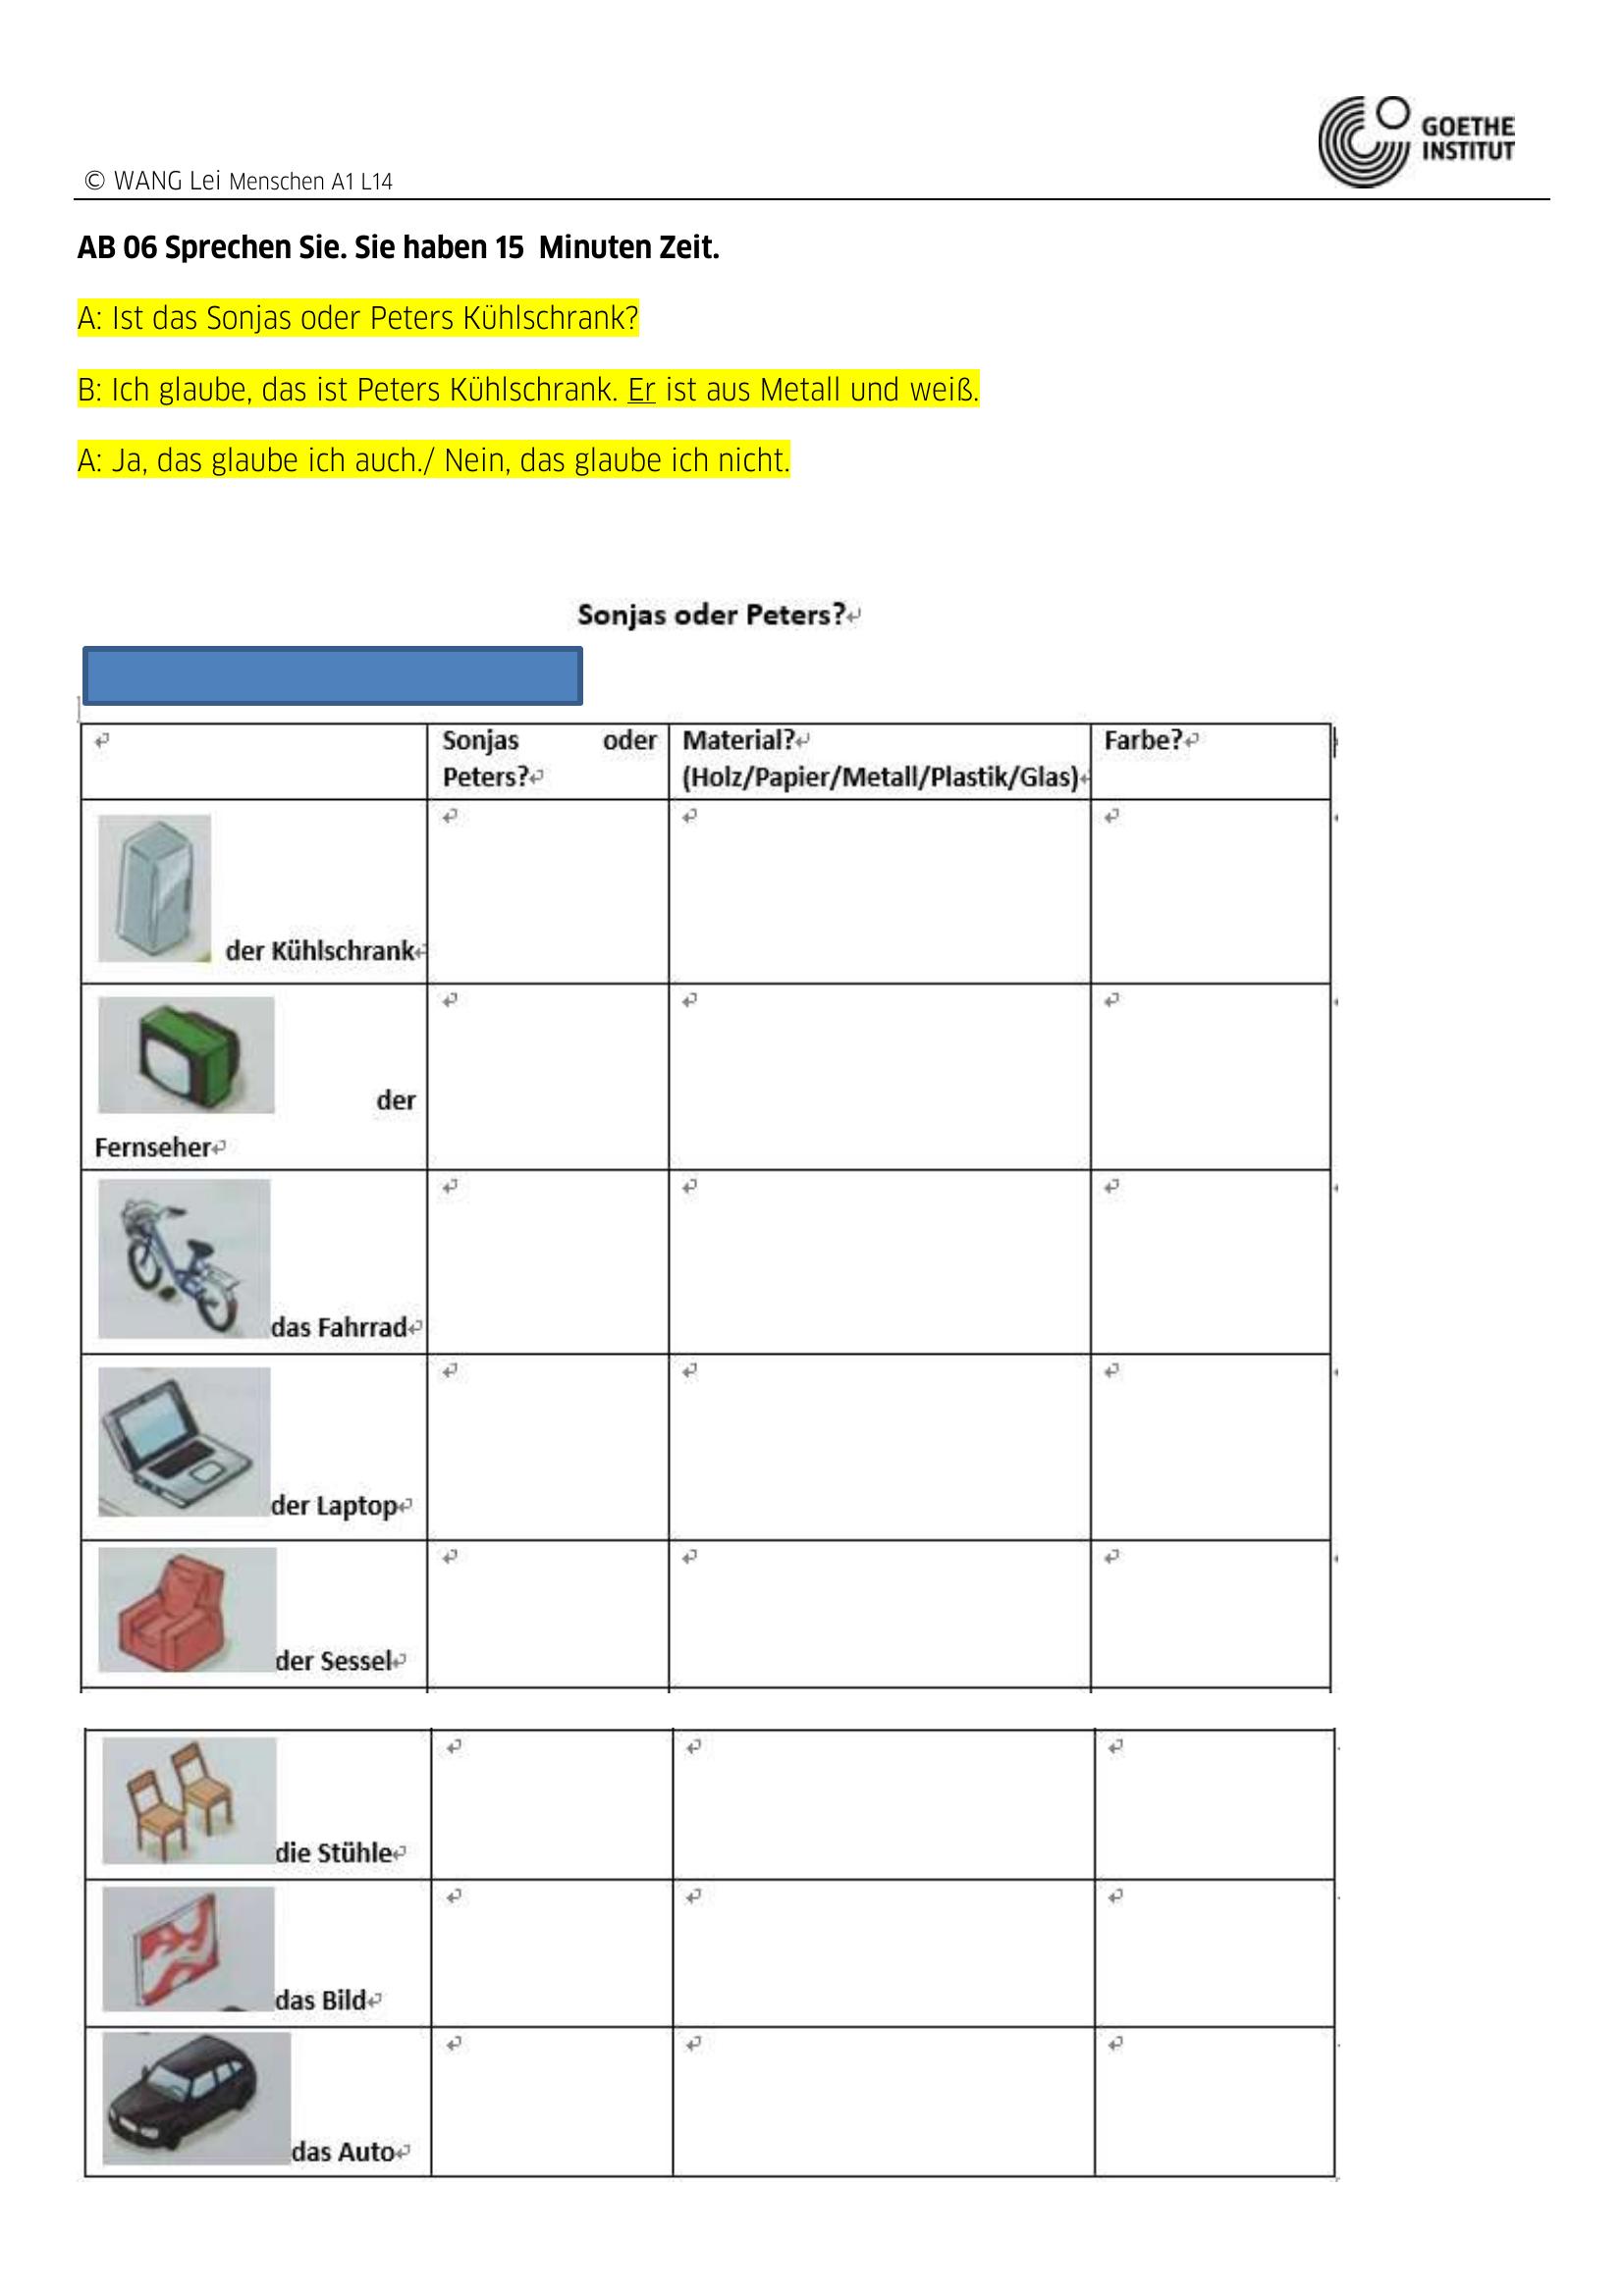 GOETHE
INSTITUT
© WANG Lei Menschen A1 L14
AB 06 Sprechen Sie. Sie haben 15  Minuten Zeit.
A: Ist das Sonjas oder Peters Kühlschrank?
B: Ich glaube, das ist Peters Kühlschrank. Er ist aus Metall und weiß.
A: Ja, das glaube ich auch./ Nein, das glaube ich nicht.
Sonjas oder Peters?
Sonjas oder Peters?
Material?
(Holz/Papier/Metall/Plastik/Glas)
Farbe?
der Kühlschrank
der
Fernseher
das Fahrrad
der Laptop
der Sessel
die Stühle
das Bild
das Auto